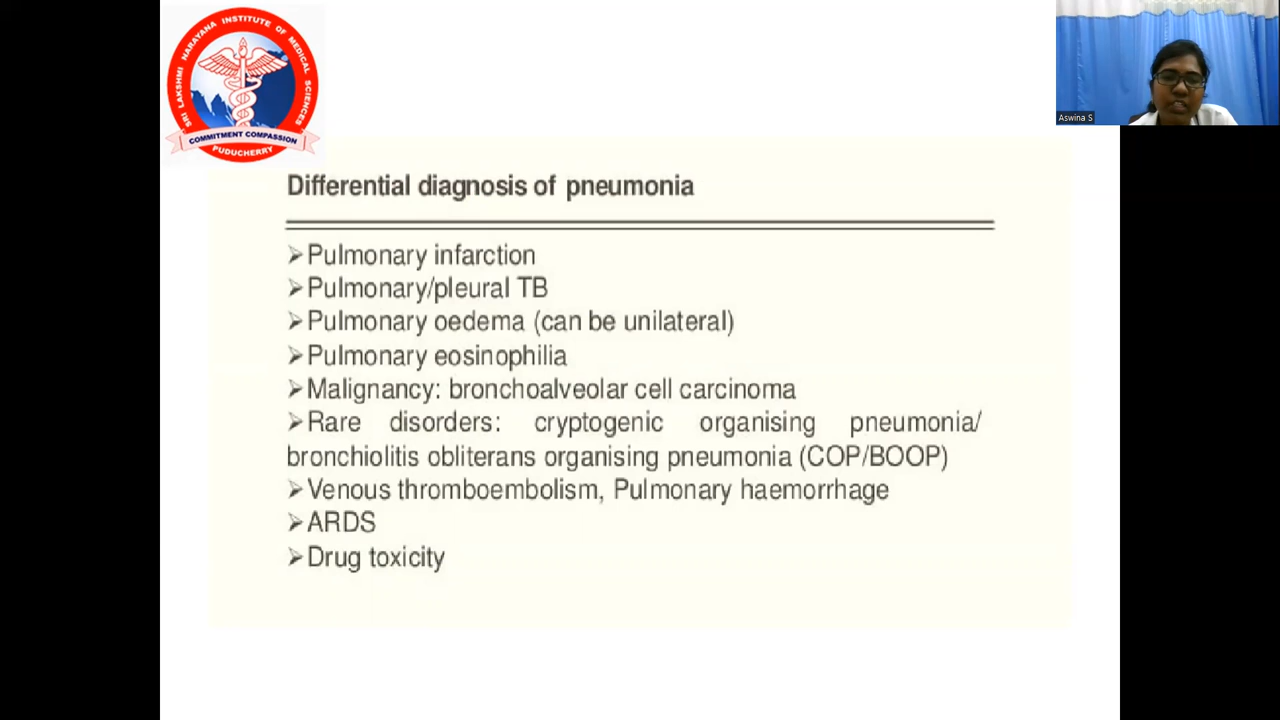 SRI LAKSHMI NARAYANA INSTITUTE OF MEDICAL SCIENCES
COMMITMENT COMPASSION
PUDUCHERRY
Aswina S
Differential diagnosis of pneumonia
➢Pulmonary infarction
➢Pulmonary/pleural TB
➢Pulmonary oedema (can be unilateral)
➢Pulmonary eosinophilia
➢Malignancy: bronchoalveolar cell carcinoma
➢Rare disorders: cryptogenic organising pneumonia/
bronchiolitis obliterans organising pneumonia (COP/BOOP)
➢Venous thromboembolism, Pulmonary haemorrhage
➢ARDS
➢Drug toxicity